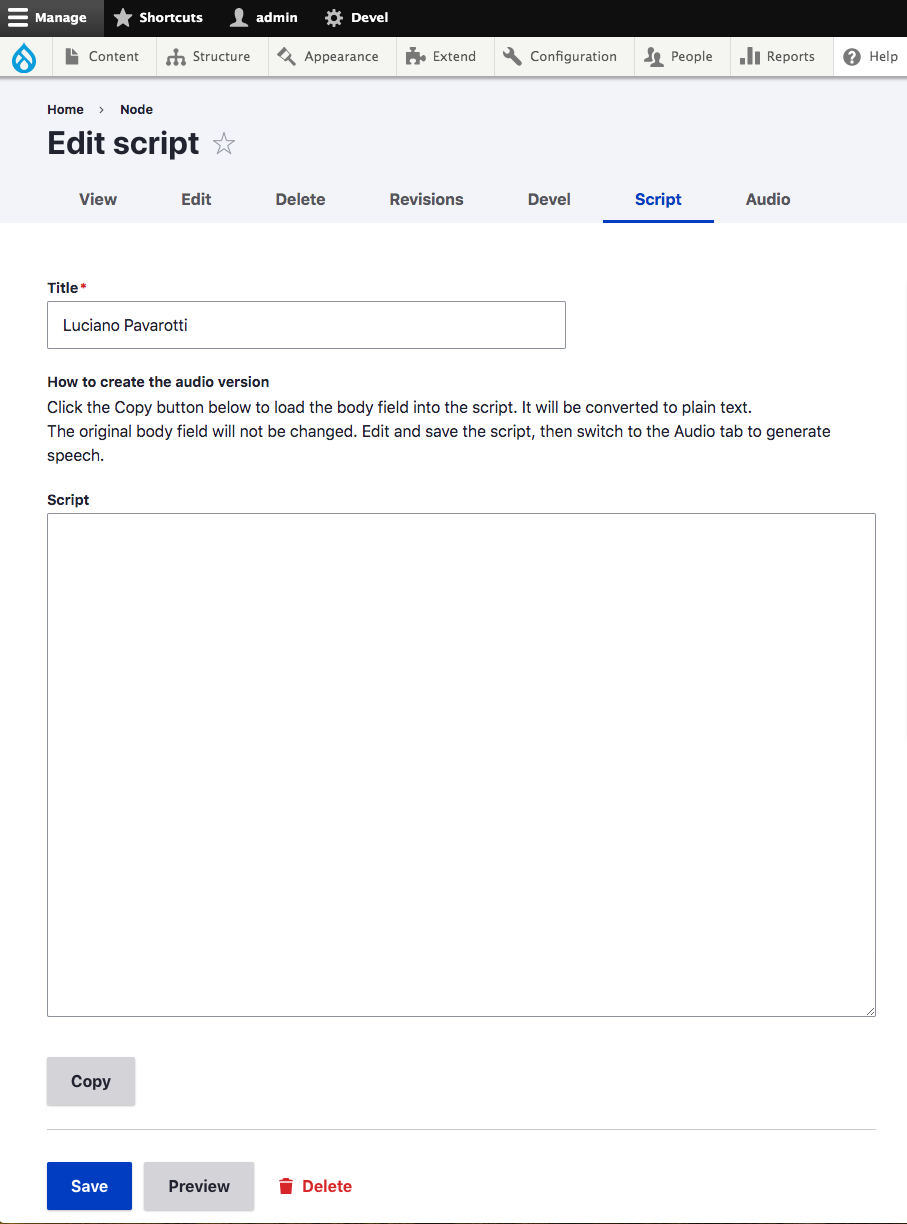 Manage Shortcuts admin Devel
Content Structure Appearance Extend Configuration People Reports Help
Home › Node
Edit script
View Edit Delete Revisions Devel Script Audio
Title*
Luciano Pavarotti
How to create the audio version
Click the Copy button below to load the body field into the script. It will be converted to plain text.
The original body field will not be changed. Edit and save the script, then switch to the Audio tab to generate
speech.
Script
Copy
Save Preview Delete